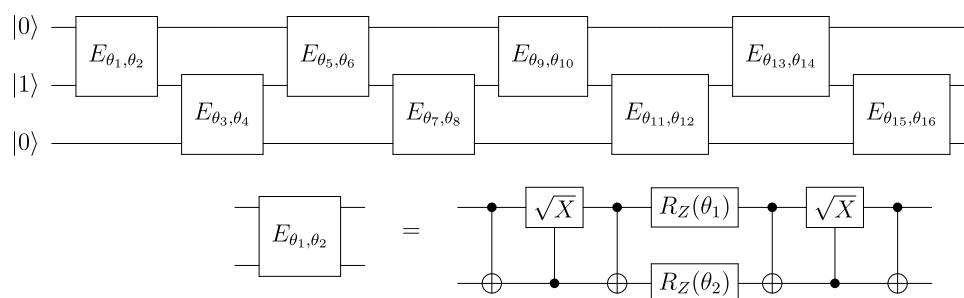 |0⟩
E_{θ₁,θ₂} E_{θ₅,θ₆} E_{θ₉,θ₁₀} E_{θ₁₃,θ₁₄}
|1⟩
E_{θ₃,θ₄} E_{θ₇,θ₈} E_{θ₁₁,θ₁₂} E_{θ₁₅,θ₁₆}
|0⟩
√X R_Z(θ₁) √X
E_{θ₁,θ₂} =
R_Z(θ₂)